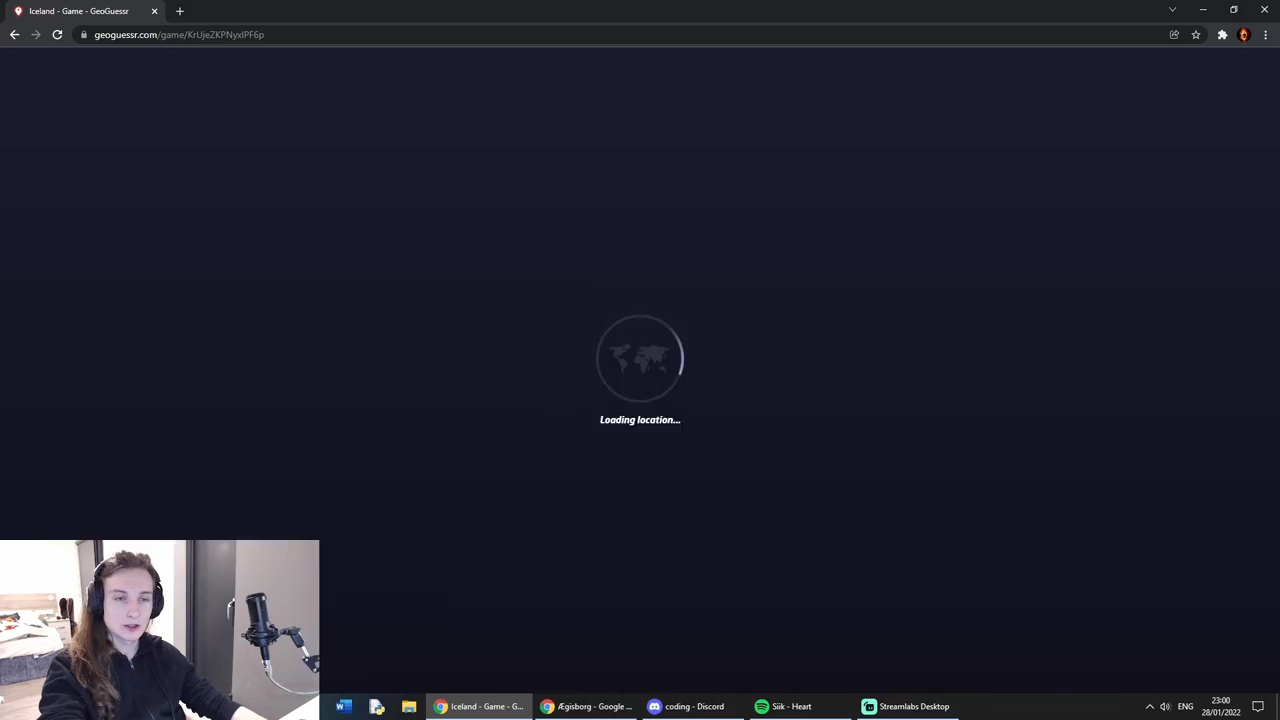 Iceland - Game - GeoGuessr
geoguessr.com/game/KrUjeZKPNyxIPF6p
Loading location...
Iceland - Game - G...
Ægisborg - Google ...
coding - Discord
Siik - Heart
Streamlabs Desktop
ENG
23:00
28/01/2022